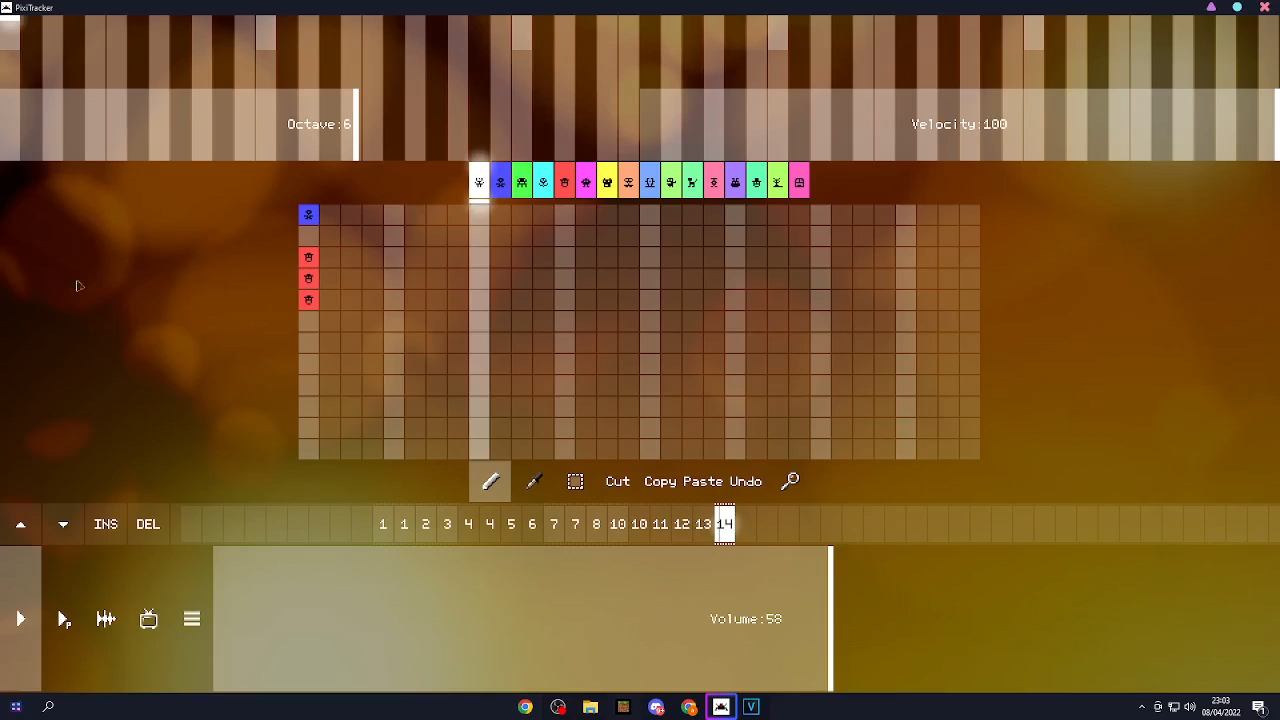 PixiTracker
Octave:6
Velocity:100
Cut Copy Paste Undo
INS DEL 1 1 2 3 4 4 5 6 7 7 8 10 10 11 12 13 14
P
Volume:58
V
23:03
08/04/2022